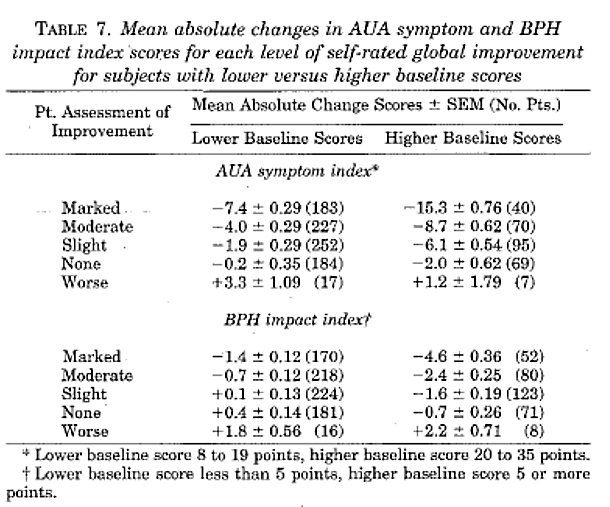 TABLE 7. Mean absolute changes in AUA symptom and BPH
impact index scores for each level of self-rated global improvement
for subjects with lower versus higher baseline scores
Pt. Assessment of Improvement Mean Absolute Change Scores ± SEM (No. Pts.)
Lower Baseline Scores Higher Baseline Scores
AUA symptom index*
Marked −7.4 ± 0.29 (183) −15.3 ± 0.76 (40)
Moderate −4.0 ± 0.29 (227) −8.7 ± 0.62 (70)
Slight −1.9 ± 0.29 (252) −6.1 ± 0.54 (95)
None −0.2 ± 0.35 (184) −2.0 ± 0.62 (69)
Worse +3.3 ± 1.09 (17) +1.2 ± 1.79 (7)
BPH impact index†
Marked −1.4 ± 0.12 (170) −4.6 ± 0.36 (52)
Moderate −0.7 ± 0.12 (218) −2.4 ± 0.25 (80)
Slight +0.1 ± 0.13 (224) −1.6 ± 0.19 (123)
None +0.4 ± 0.14 (181) −0.7 ± 0.26 (71)
Worse +1.8 ± 0.56 (16) +2.2 ± 0.71 (8)
* Lower baseline score 8 to 19 points, higher baseline score 20 to 35 points.
† Lower baseline score less than 5 points, higher baseline score 5 or more
points.